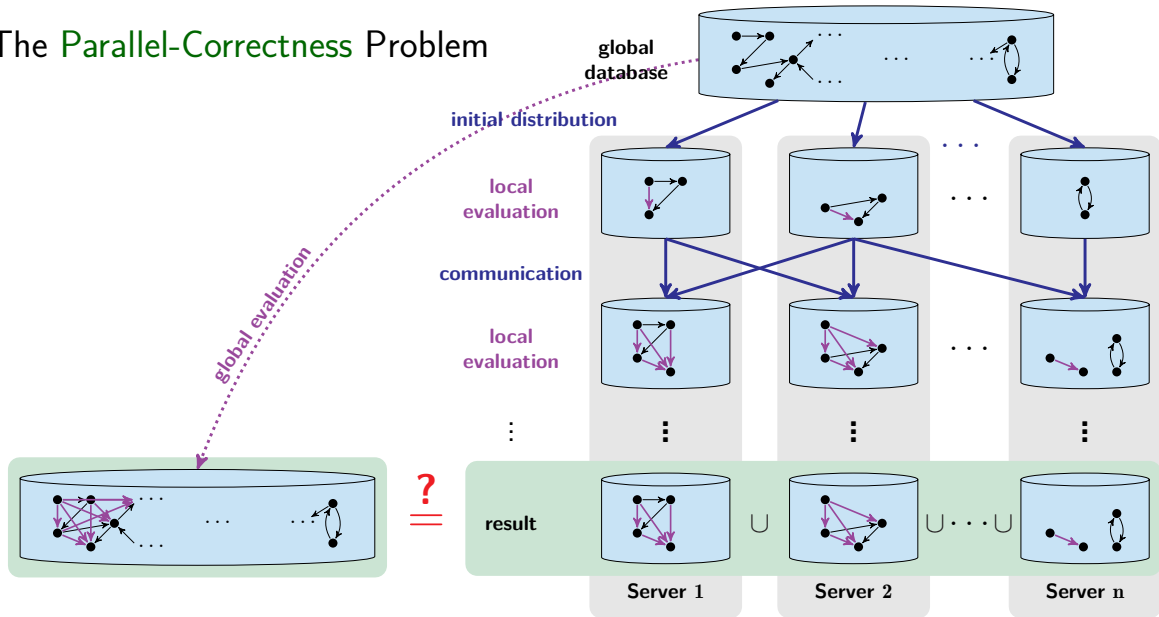 The Parallel-Correctness Problem
global
database
initial distribution
local
evaluation
communication
global evaluation
local
evaluation
?
=
result
∪
∪ · · · ∪
Server 1
Server 2
Server n